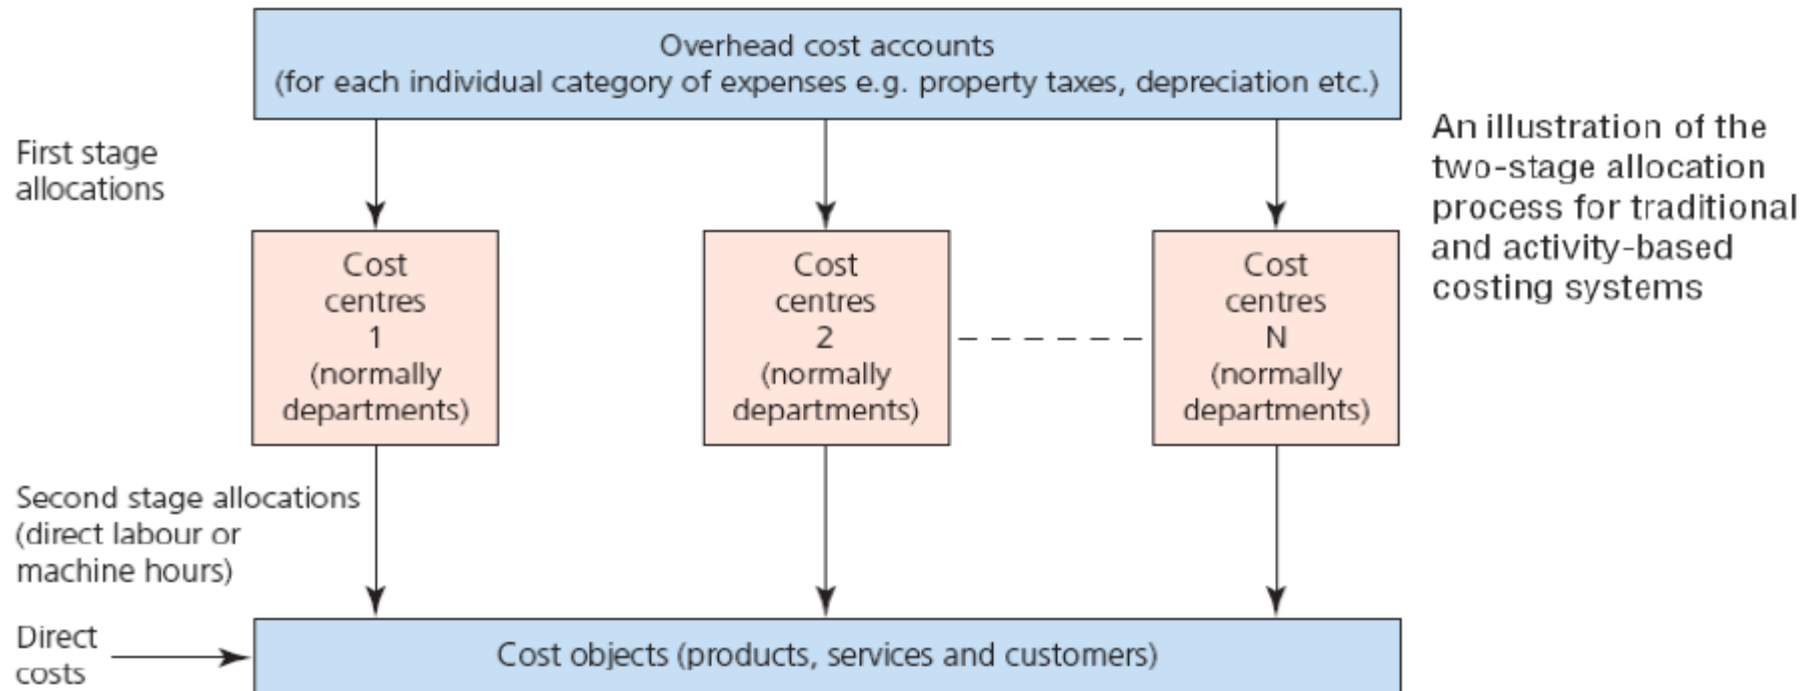 Overhead cost accounts
(for each individual category of expenses e.g. property taxes, depreciation etc.)
An illustration of the
two-stage allocation
process for traditional
and activity-based
costing systems
First stage
allocations
Cost
centres
1
(normally
departments)
Cost
centres
2
(normally
departments)
Cost
centres
N
(normally
departments)
Second stage allocations
(direct labour or
machine hours)
Direct
costs
Cost objects (products, services and customers)